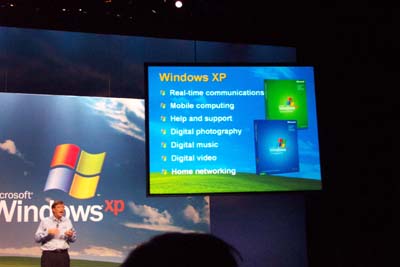 Windows XP
Real-time communications
Mobile computing
Help and support
Digital photography
Digital music
Digital video
Home networking
Microsoft
Windows xp